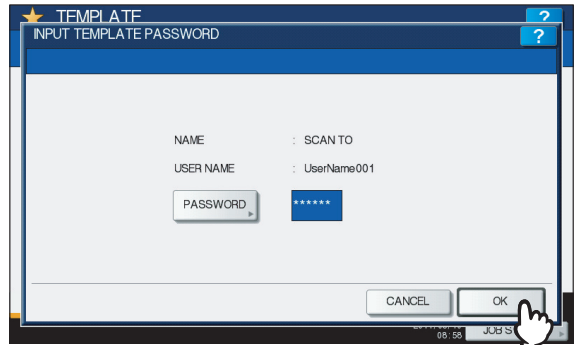 TEMPLATE ?
INPUT TEMPLATE PASSWORD ?
NAME : SCAN TO
USER NAME : UserName001
PASSWORD ******
CANCEL OK
08:58 JOB S